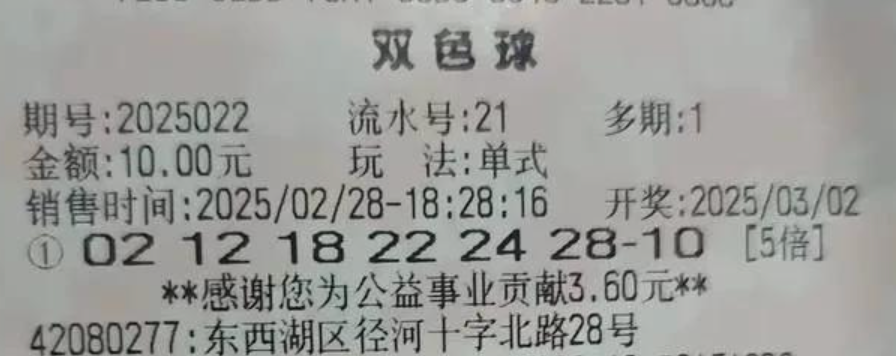 双色球
期号:2025022 流水号:21 多期:1
金额:10.00元 玩 法:单式
销售时间:2025/02/28-18:28:16 开奖:2025/03/02
① 02 12 18 22 24 28-10 [5倍]
**感谢您为公益事业贡献3.60元**
42080277:东西湖区径河十字北路28号